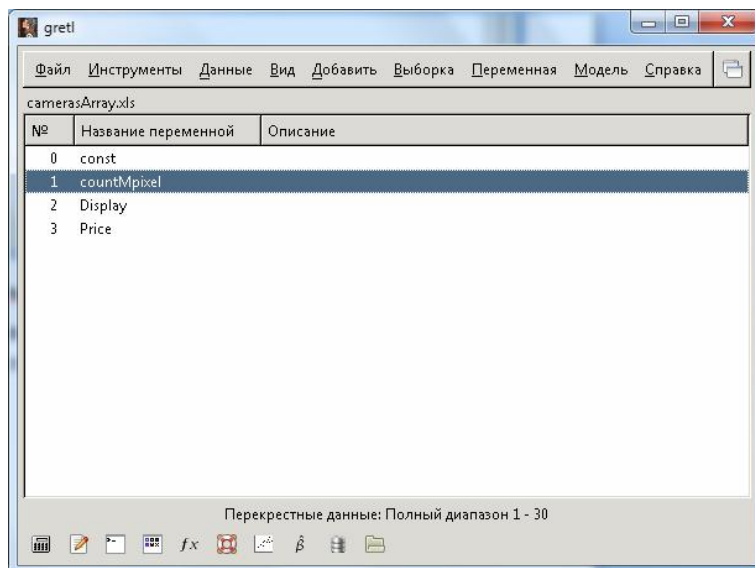 gretl
Файл Инструменты Данные Вид Добавить Выборка Переменная Модель Справка
camerasArray.xls
№ Название переменной Описание
0 const
1 countMpixel
2 Display
3 Price
Перекрестные данные: Полный диапазон 1 - 30
fx β̂